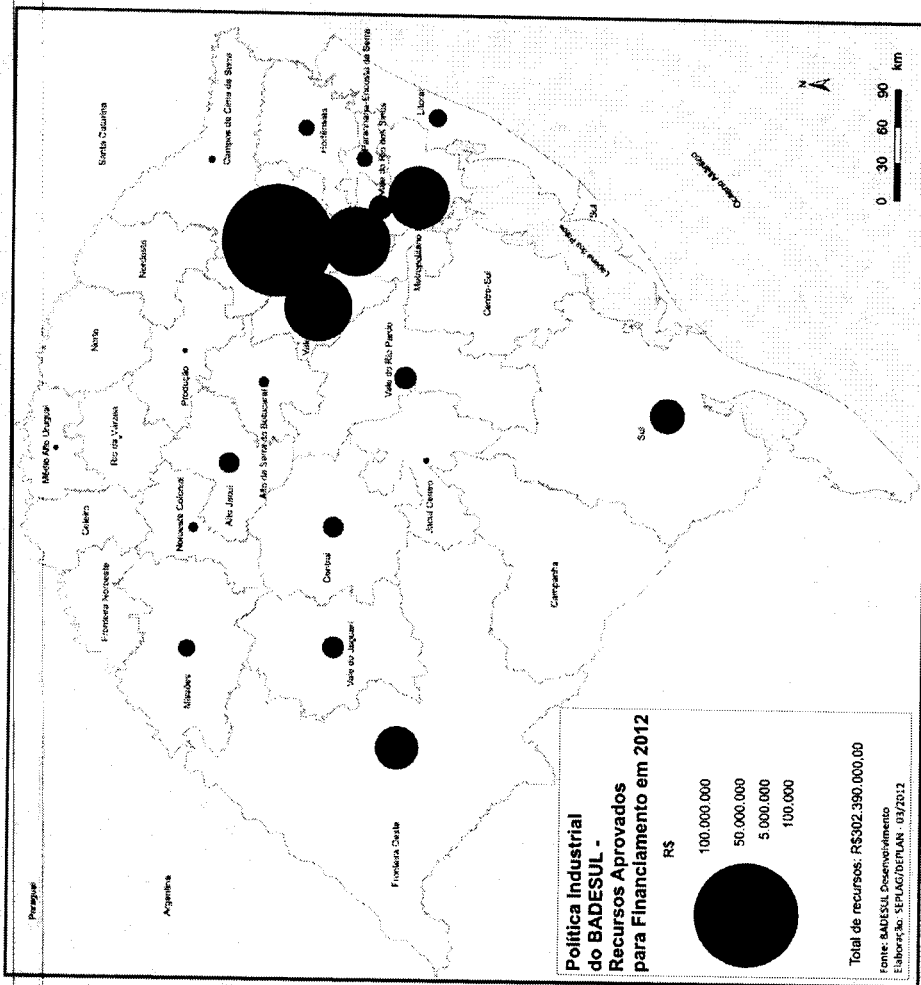 Paraguai
Argentina
Santa Catarina
Médio Alto Uruguai
Norte
Celeiro
Rio da Várzea
Nordeste
Fronteira Noroeste
Campos de Cima da Serra
Noroeste Colonial
Produção
Missões
Alto Jacuí
Alto da Serra do Botucaraí
Hortênsias
Vale
Paranhana-Encosta da Serra
Vale do Rio dos Sinos
Central
Vale do Jaguari
Vale do Rio Pardo
Metropolitano
Litoral
Jacuí Centro
Fronteira Oeste
Centro-Sul
Campanha
Sul
Laguna dos Patos
Sul
Oceano Atlântico
N
0 30 60 90
km
Política Industrial
do BADESUL -
Recursos Aprovados
para Financiamento em 2012
R$
100.000.000
50.000.000
5.000.000
100.000
Total de recursos: R$302.390.000,00
Fonte: BADESUL Desenvolvimento
Elaboração: SEPLAG/DEPLAN - 03/2012